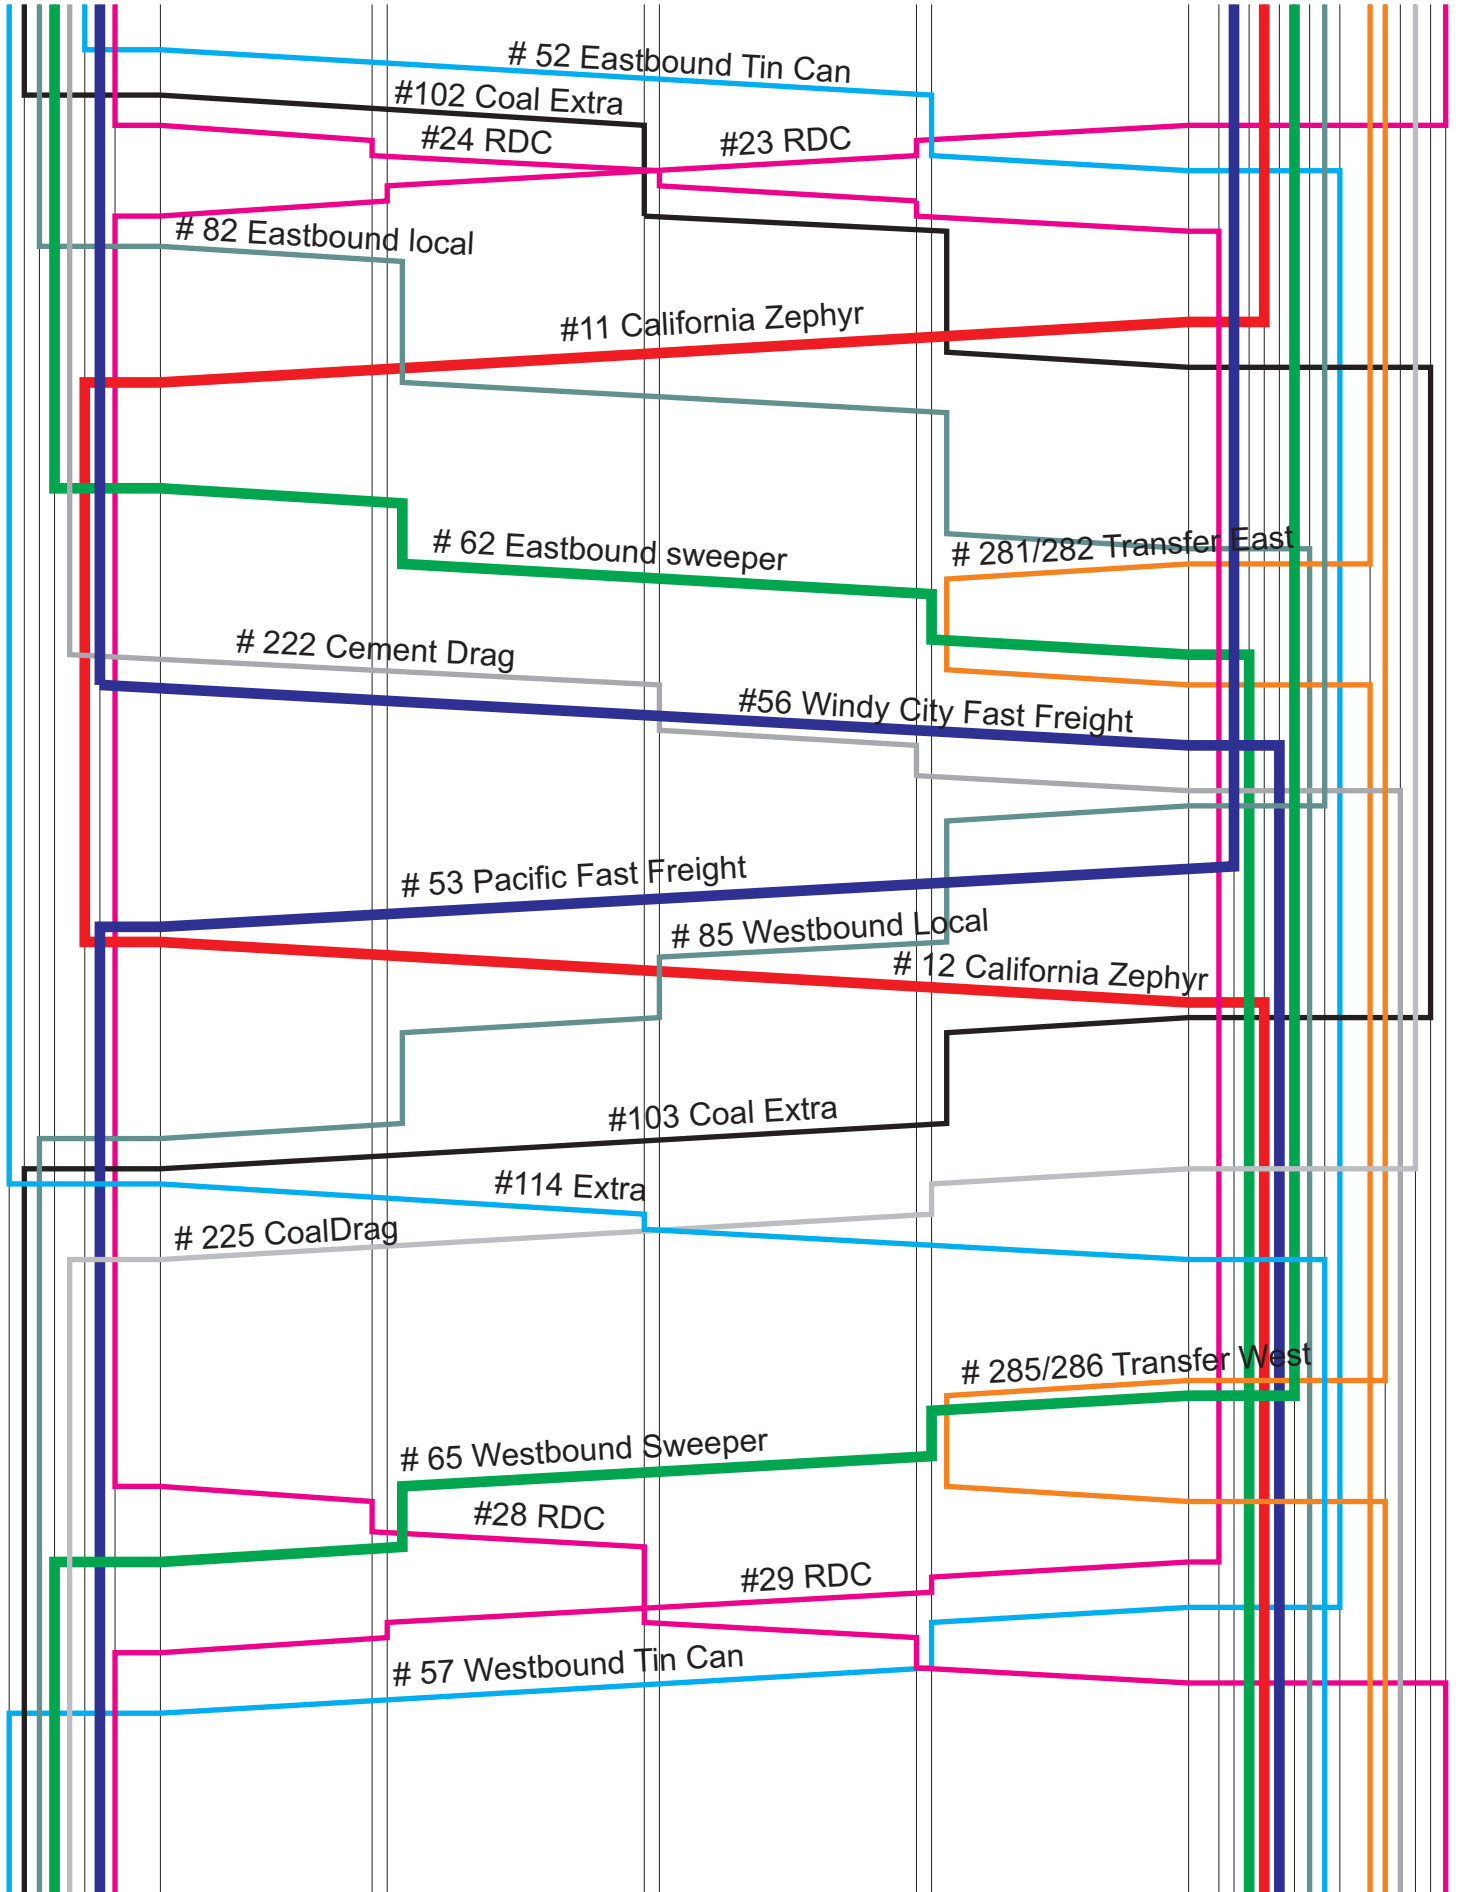 # 52 Eastbound Tin Can
#102 Coal Extra
#24 RDC
#23 RDC
# 82 Eastbound local
#11 California Zephyr
# 62 Eastbound sweeper
# 281/282 Transfer East
# 222 Cement Drag
#56 Windy City Fast Freight
# 53 Pacific Fast Freight
# 85 Westbound Local
# 12 California Zephyr
#103 Coal Extra
#114 Extra
# 225 CoalDrag
# 285/286 Transfer West
# 65 Westbound Sweeper
#28 RDC
#29 RDC
# 57 Westbound Tin Can